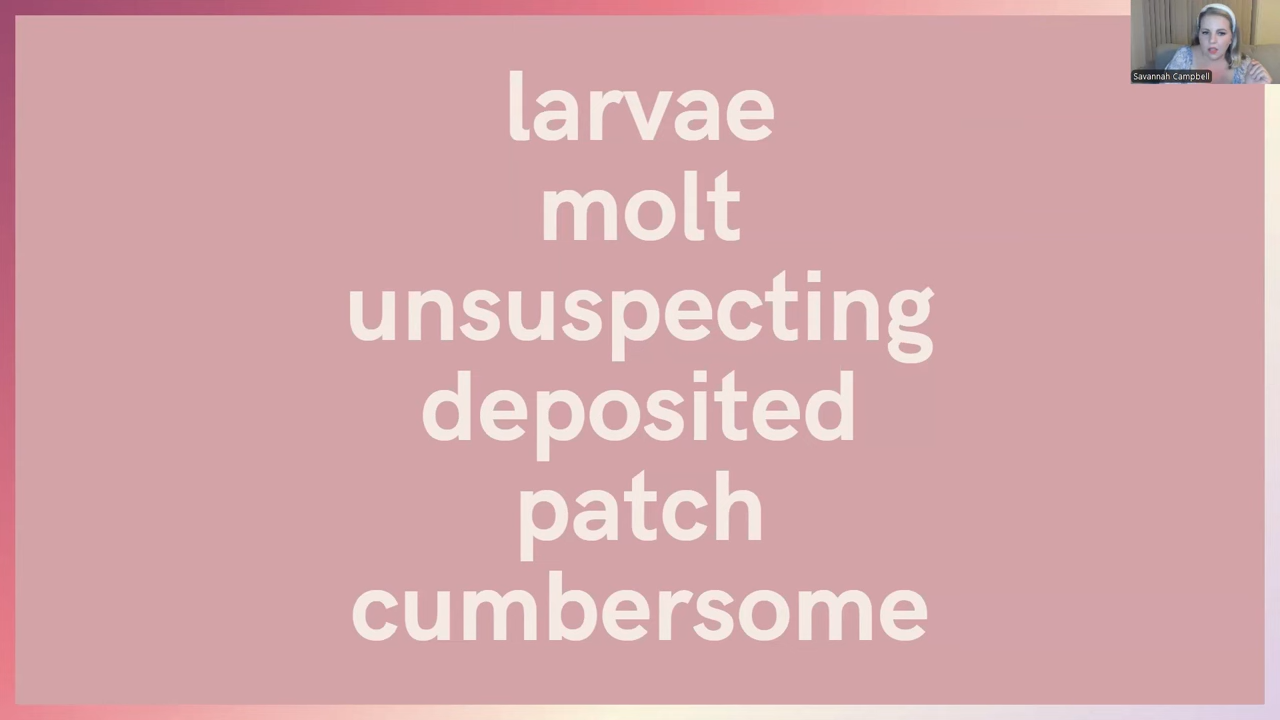 Savannah Campbell
larvae
molt
unsuspecting
deposited
patch
cumbersome